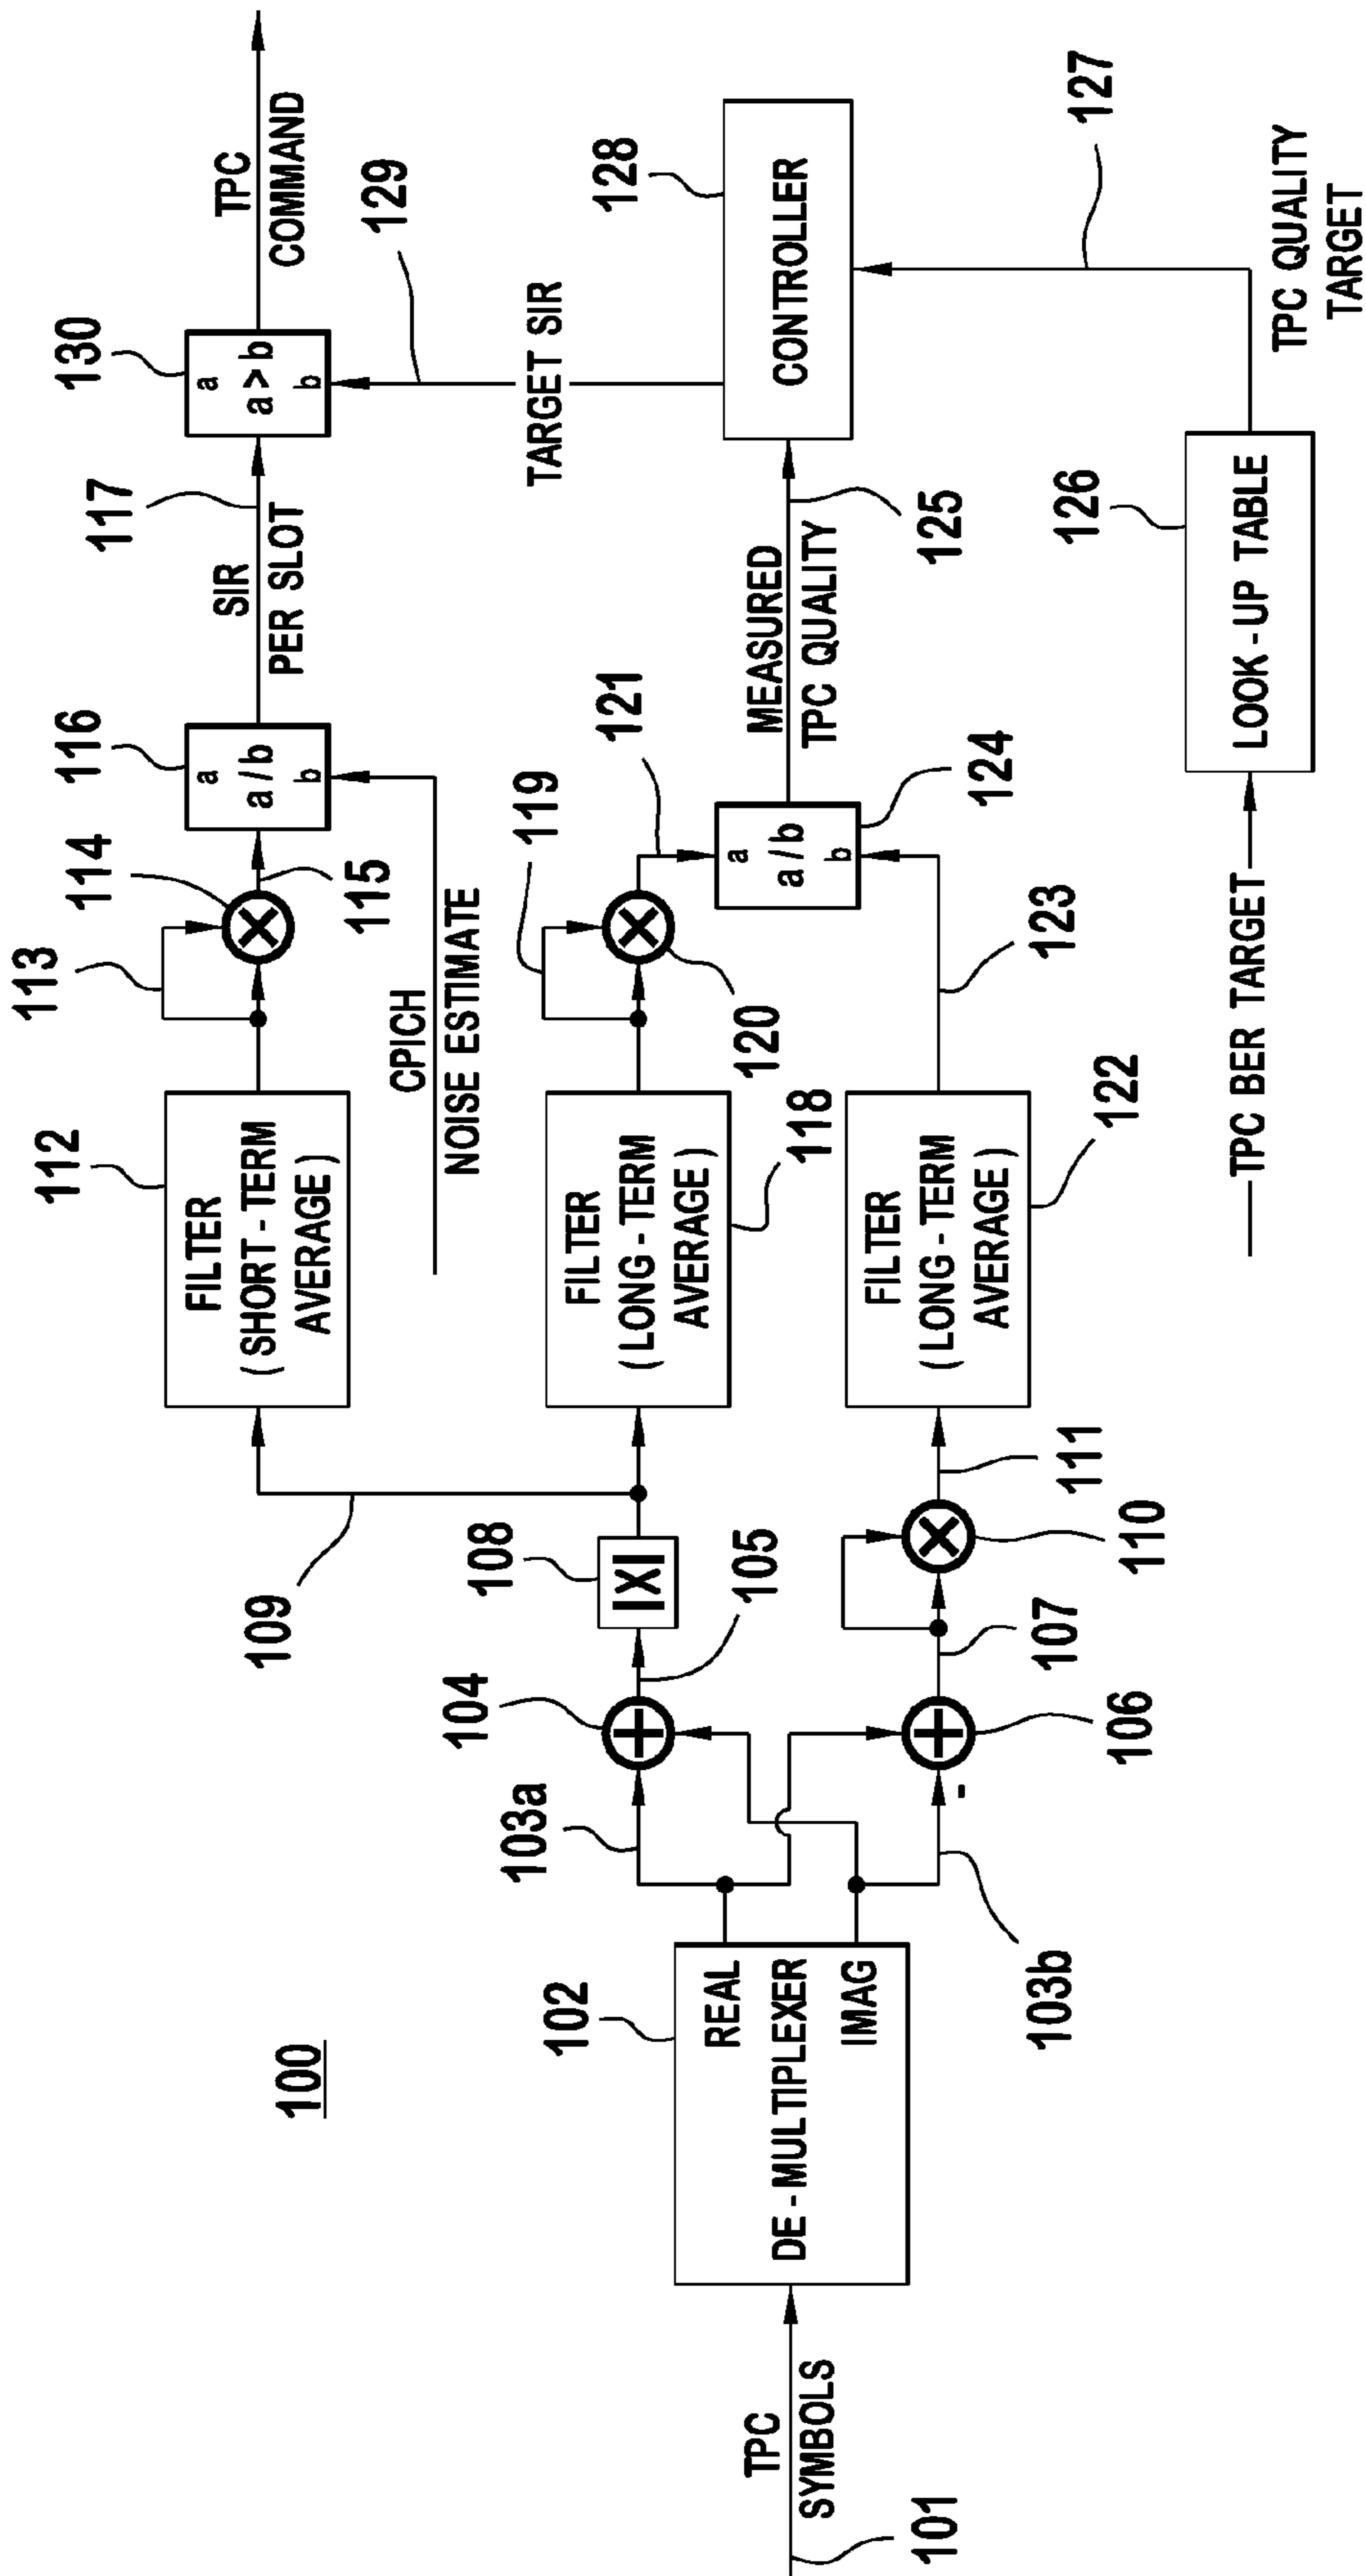 100
101
TPC
SYMBOLS
102
REAL
DE - MULTIPLEXER
IMAG
103a
103b
104
105
106
-
107
108
|X|
109
110
111
112
FILTER
( SHORT - TERM
AVERAGE )
113
114
115
CPICH
NOISE ESTIMATE
116
a
a / b
b
SIR
PER SLOT
117
130
a
a > b
b
TPC
COMMAND
129
TARGET SIR
FILTER
( LONG - TERM
AVERAGE )
118
119
120
121
a
a / b
b
124
MEASURED
TPC QUALITY
125
CONTROLLER
128
FILTER
( LONG - TERM
AVERAGE )
122
123
TPC BER TARGET
LOOK - UP TABLE
126
127
TPC QUALITY
TARGET